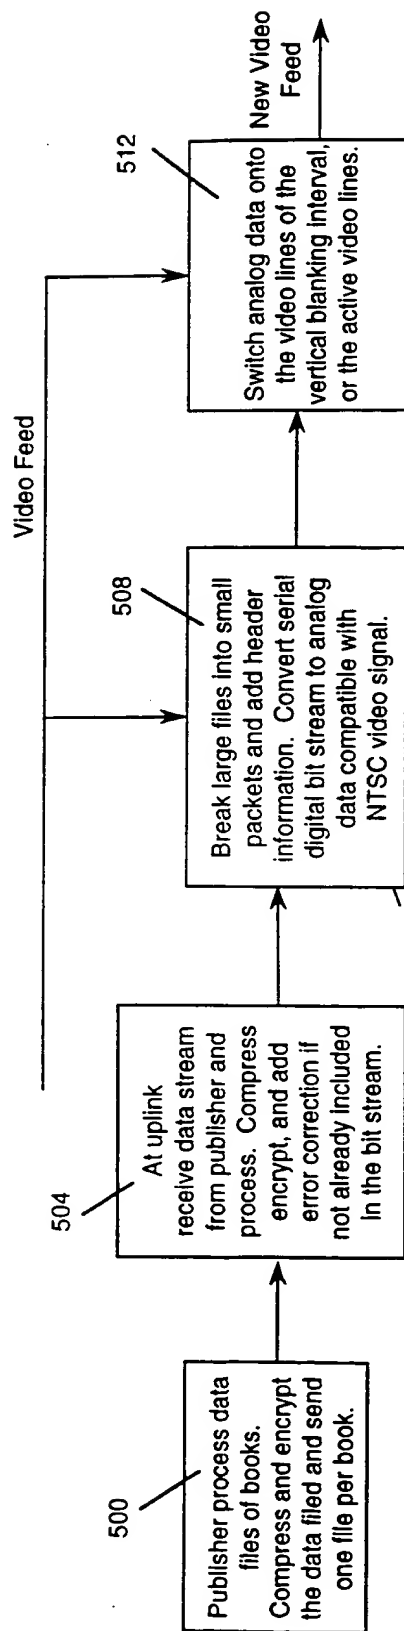 Video Feed
500
Publisher process data
files of books.
Compress and encrypt
the data filed and send
one file per book.
504
At uplink
receive data stream
from publisher and
process. Compress
encrypt, and add
error correction if
not already included
in the bit stream.
508
Break large files into small
packets and add header
information. Convert serial
digital bit stream to analog
data compatible with
NTSC video signal.
512
Switch analog data onto
the video lines of the
vertical blanking interval,
or the active video lines.
New Video
Feed